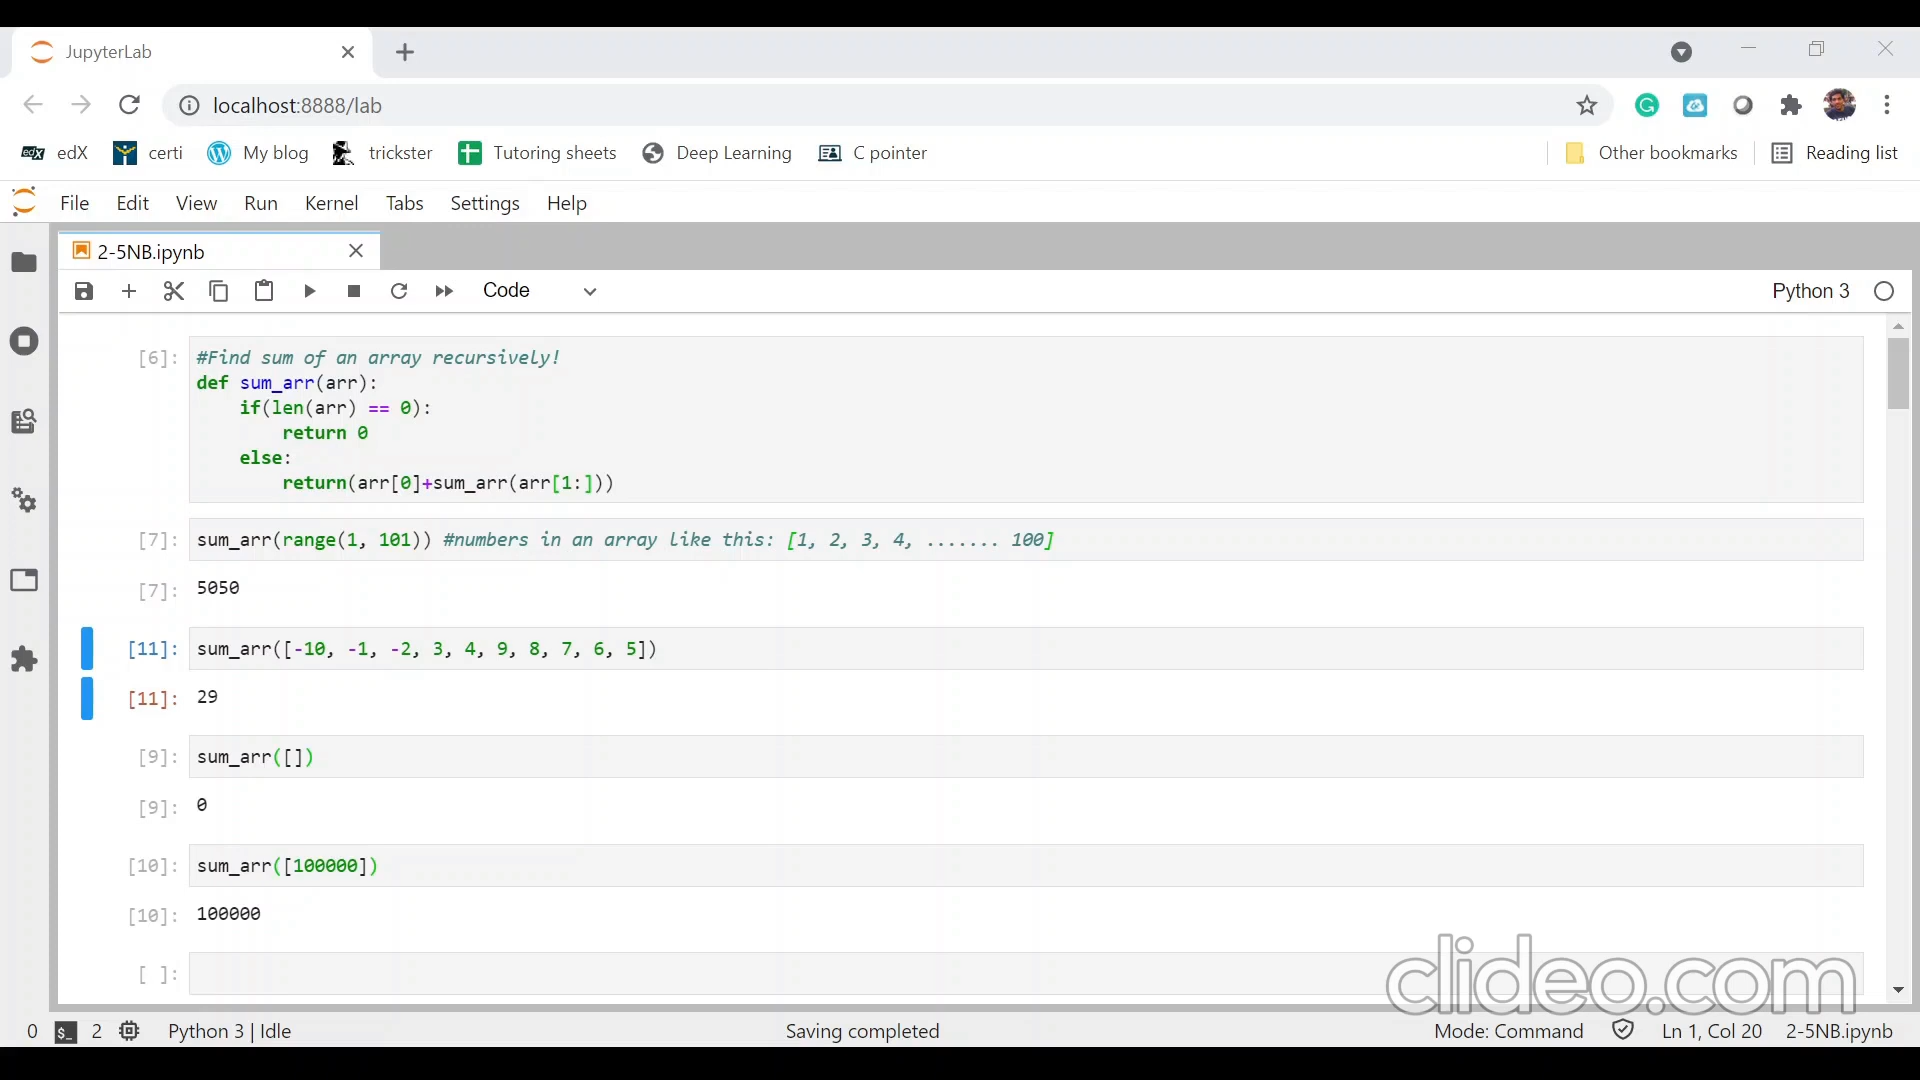 JupyterLab
localhost:8888/lab
edX certi My blog trickster Tutoring sheets Deep Learning C pointer Other bookmarks Reading list
File Edit View Run Kernel Tabs Settings Help
2-5NB.ipynb
Code Python 3
[6]: #Find sum of an array recursively!
def sum_arr(arr):
    if(len(arr) == 0):
        return 0
    else:
        return(arr[0]+sum_arr(arr[1:]))
[7]: sum_arr(range(1, 101)) #numbers in an array like this: [1, 2, 3, 4, ....... 100]
[7]: 5050
[11]: sum_arr([-10, -1, -2, 3, 4, 9, 8, 7, 6, 5])
[11]: 29
[9]: sum_arr([])
[9]: 0
[10]: sum_arr([100000])
[10]: 100000
[ ]:
clideo.com
0 $_ 2 Python 3 | Idle Saving completed Mode: Command Ln 1, Col 20 2-5NB.ipynb